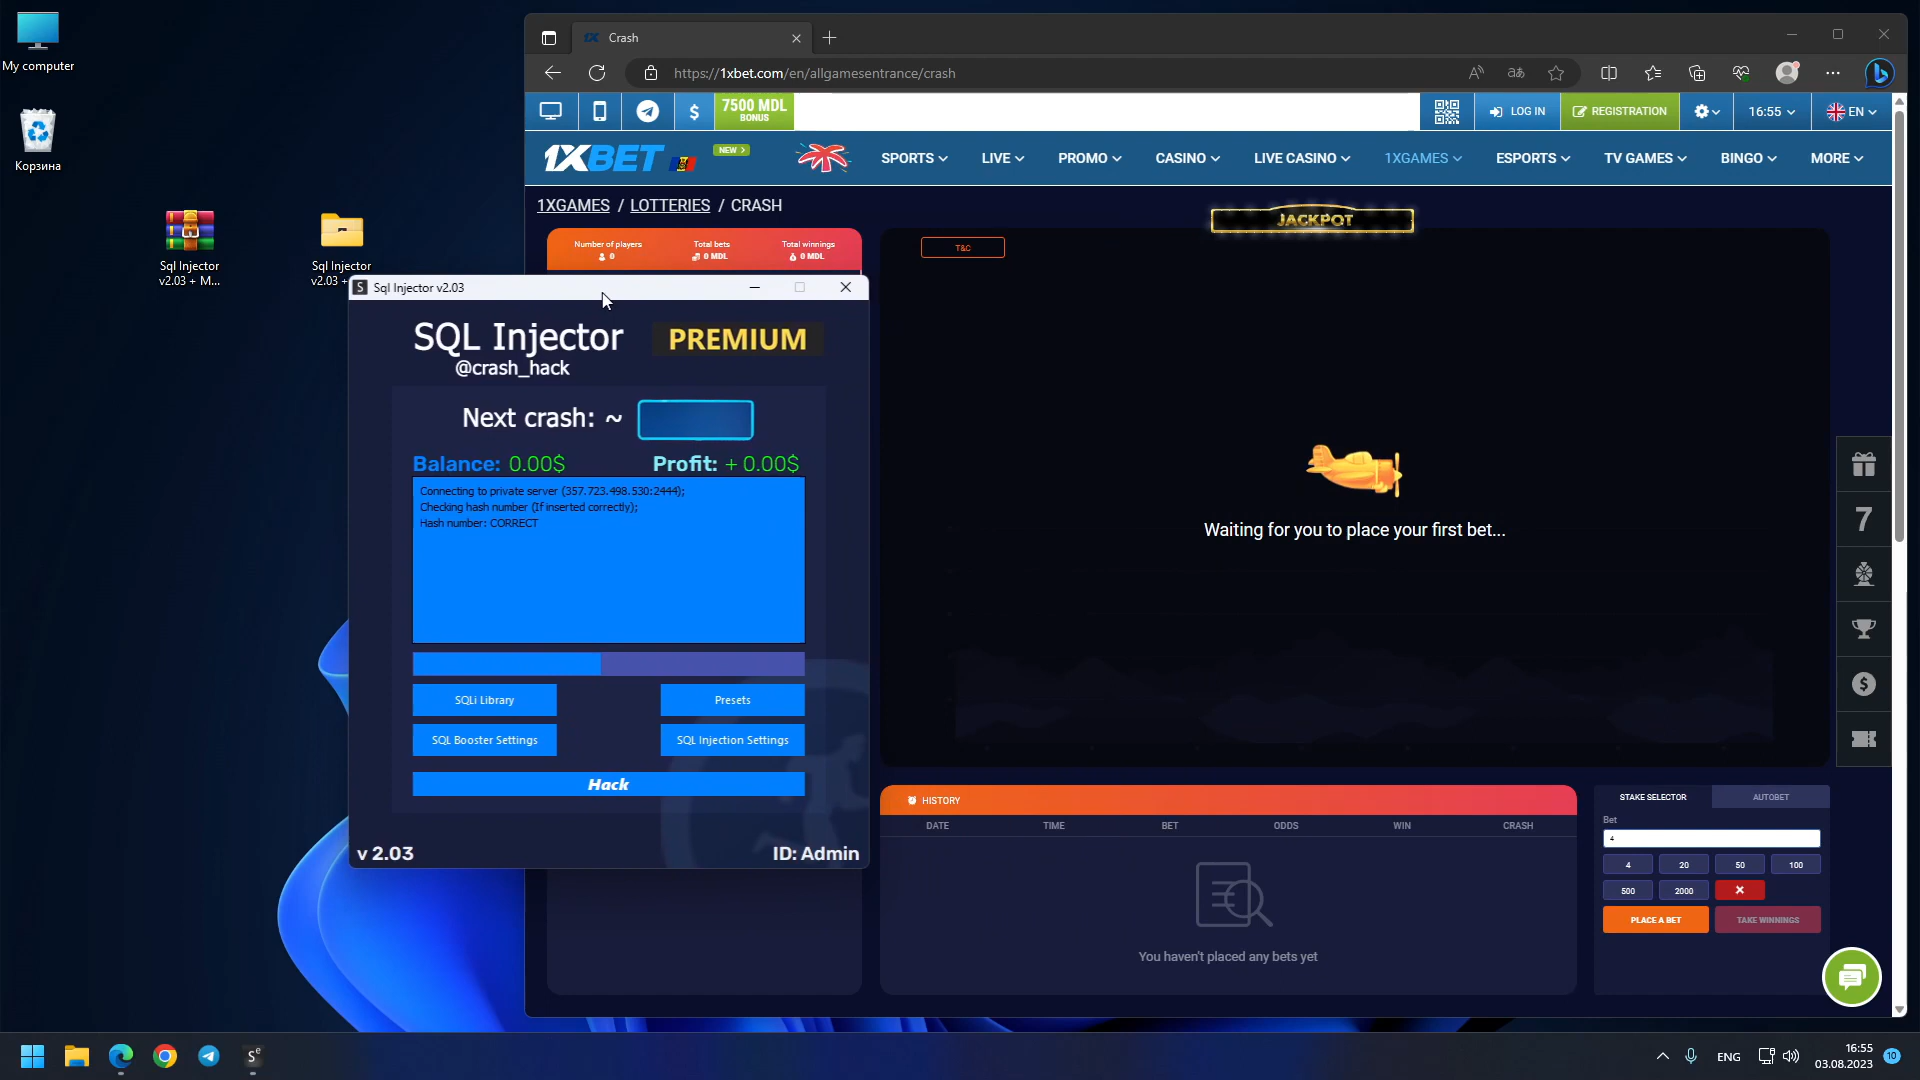 My computer
Корзина
Sql Injector
v2.03 + M...
Sql Injector
v2.03 +
Crash
https://1xbet.com/en/allgamesentrance/crash
7500 MDL
BONUS
LOG IN
REGISTRATION
16:55
EN
1XBET
NEW >
SPORTS
LIVE
PROMO
CASINO
LIVE CASINO
1XGAMES
ESPORTS
TV GAMES
BINGO
MORE
1XGAMES / LOTTERIES / CRASH
JACKPOT
Number of players
0
Total bets
0 MDL
Total winnings
0 MDL
T&C
Sql Injector v2.03
SQL Injector
PREMIUM
@crash_hack
Next crash: ~
Balance: 0.00$
Profit: + 0.00$
Connecting to private server (357.723.498.530:2444);
Checking hash number (If inserted correctly);
Hash number: CORRECT
SQLi Library
Presets
SQL Booster Settings
SQL Injection Settings
Hack
v 2.03
ID: Admin
Waiting for you to place your first bet...
7
HISTORY
DATE
TIME
BET
ODDS
WIN
CRASH
You haven't placed any bets yet
STAKE SELECTOR
AUTOBET
Bet
4
4
20
50
100
500
2000
PLACE A BET
TAKE WINNINGS
ENG
16:55
03.08.2023
10